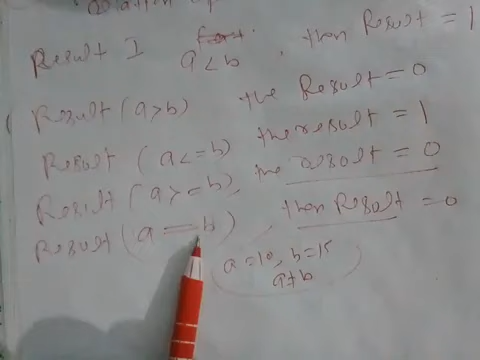 Result I a < b, then Result = 1
Result (a > b) the Result = 0
Result (a < = b) the result = 1
Result (a > = b), the result = 0
Result (a == b), then Result = 0
a = 10, b = 15
a ≠ b